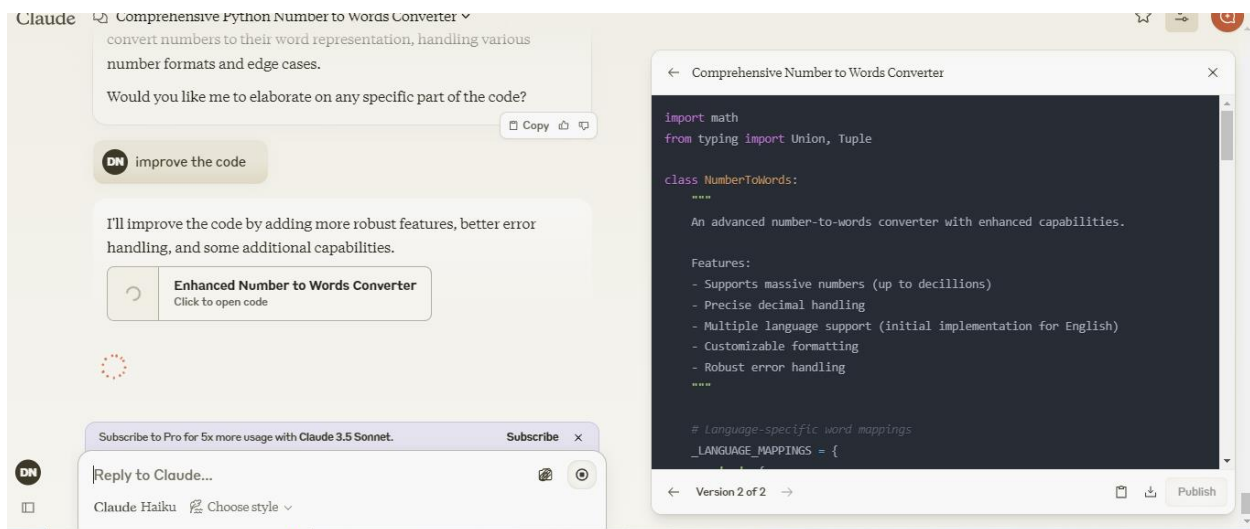 Claude
Comprehensive Python Number to Words Converter
convert numbers to their word representation, handling various
number formats and edge cases.
Would you like me to elaborate on any specific part of the code?
Copy
DN improve the code
I'll improve the code by adding more robust features, better error
handling, and some additional capabilities.
Enhanced Number to Words Converter
Click to open code
Subscribe to Pro for 5x more usage with Claude 3.5 Sonnet.
Subscribe ×
DN
Reply to Claude...
Claude Haiku Choose style
← Comprehensive Number to Words Converter ×
import math
from typing import Union, Tuple
class NumberToWords:
"""
An advanced number-to-words converter with enhanced capabilities.
Features:
- Supports massive numbers (up to decillions)
- Precise decimal handling
- Multiple language support (initial implementation for English)
- Customizable formatting
- Robust error handling
"""
# Language-specific word mappings
_LANGUAGE_MAPPINGS = {
← Version 2 of 2 →
Publish